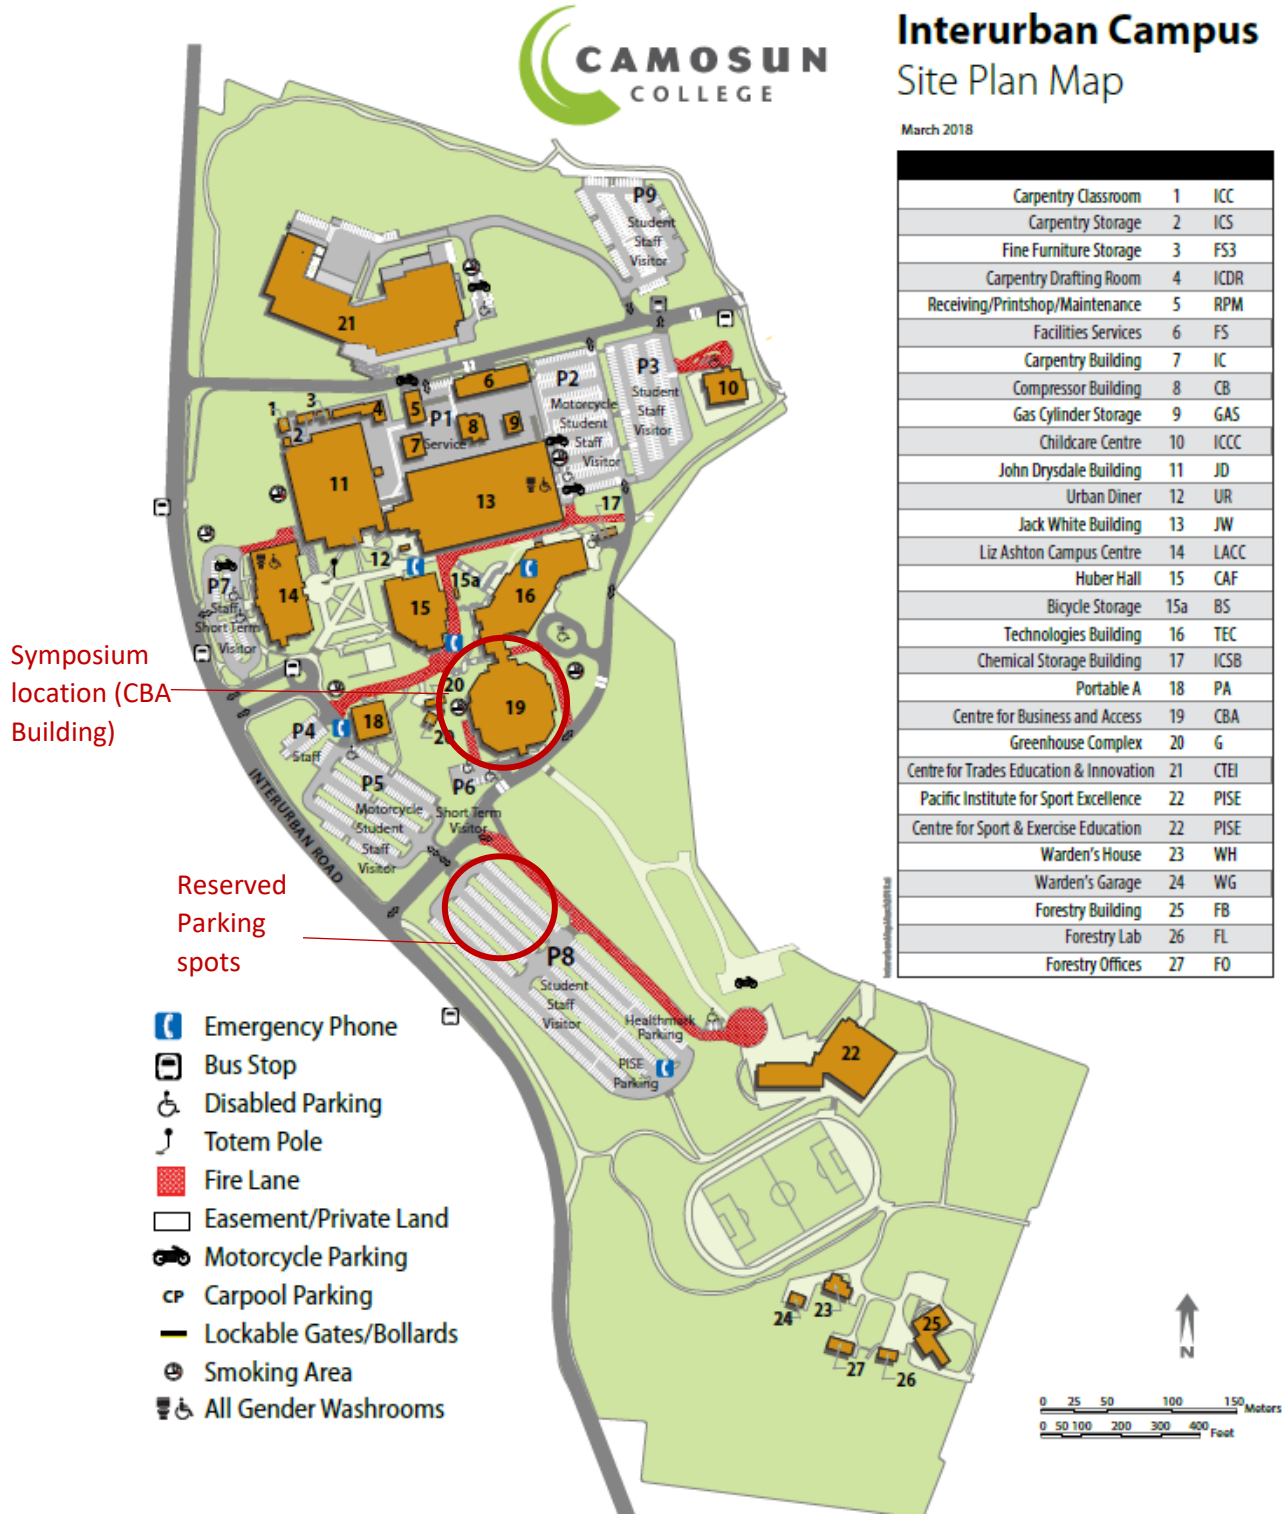 CAMOSUN
COLLEGE
Interurban Campus
Site Plan Map
March 2018
Carpentry Classroom 1 ICC
Carpentry Storage 2 ICS
Fine Furniture Storage 3 FS3
Carpentry Drafting Room 4 ICDR
Receiving/Printshop/Maintenance 5 RPM
Facilities Services 6 FS
Carpentry Building 7 IC
Compressor Building 8 CB
Gas Cylinder Storage 9 GAS
Childcare Centre 10 ICCC
John Drysdale Building 11 JD
Urban Diner 12 UR
Jack White Building 13 JW
Liz Ashton Campus Centre 14 LACC
Huber Hall 15 CAF
Bicycle Storage 15a BS
Technologies Building 16 TEC
Chemical Storage Building 17 ICSB
Portable A 18 PA
Centre for Business and Access 19 CBA
Greenhouse Complex 20 G
Centre for Trades Education & Innovation 21 CTEI
Pacific Institute for Sport Excellence 22 PISE
Centre for Sport & Exercise Education 22 PISE
Warden's House 23 WH
Warden's Garage 24 WG
Forestry Building 25 FB
Forestry Lab 26 FL
Forestry Offices 27 FO
P9
Student
Staff
Visitor
21
P3
Student
Staff
Visitor
10
P2
Motorcycle
Student
Staff
Visitor
6
5
P1
Service
8
9
7
1
3
4
2
11
13
17
12
15a
16
15
14
P7
Staff
Short Term
Visitor
Symposium
location (CBA
Building)
20
19
18
20
P4
Staff
P5
Motorcycle
Student
Staff
Visitor
P6
Short Term
Visitor
INTERURBAN ROAD
Reserved
Parking
spots
P8
Student
Staff
Visitor
Healthmark
Parking
PISE
Parking
22
23
24
25
26
27
Emergency Phone
Bus Stop
Disabled Parking
Totem Pole
Fire Lane
Easement/Private Land
Motorcycle Parking
CP Carpool Parking
Lockable Gates/Bollards
Smoking Area
All Gender Washrooms
N
0 25 50 100 150 Meters
0 50 100 200 300 400 Feet